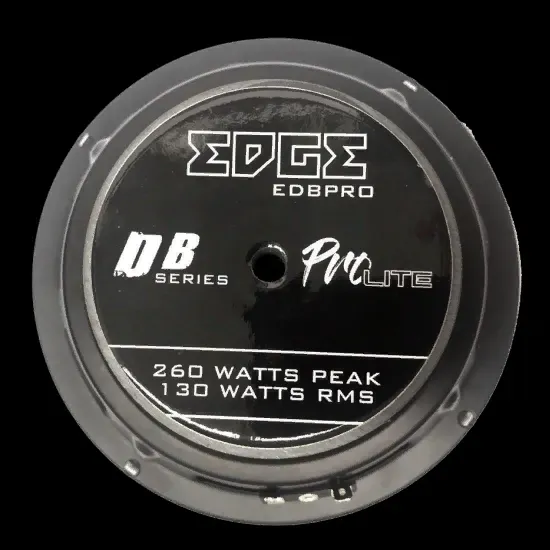 EDGE
EDBPRO
DB SERIES
Pro LITE
260 WATTS PEAK
130 WATTS RMS